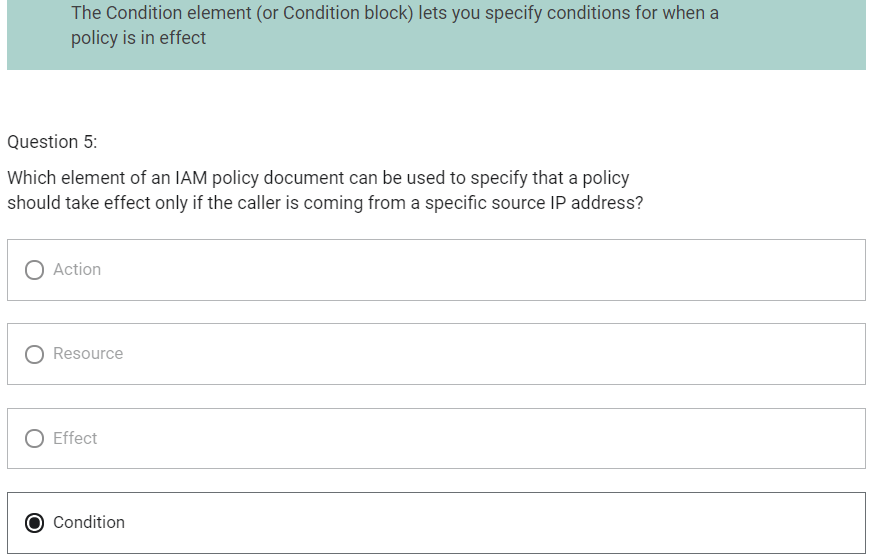 The Condition element (or Condition block) lets you specify conditions for when a
policy is in effect
Question 5:
Which element of an IAM policy document can be used to specify that a policy
should take effect only if the caller is coming from a specific source IP address?
Action
Resource
Effect
Condition